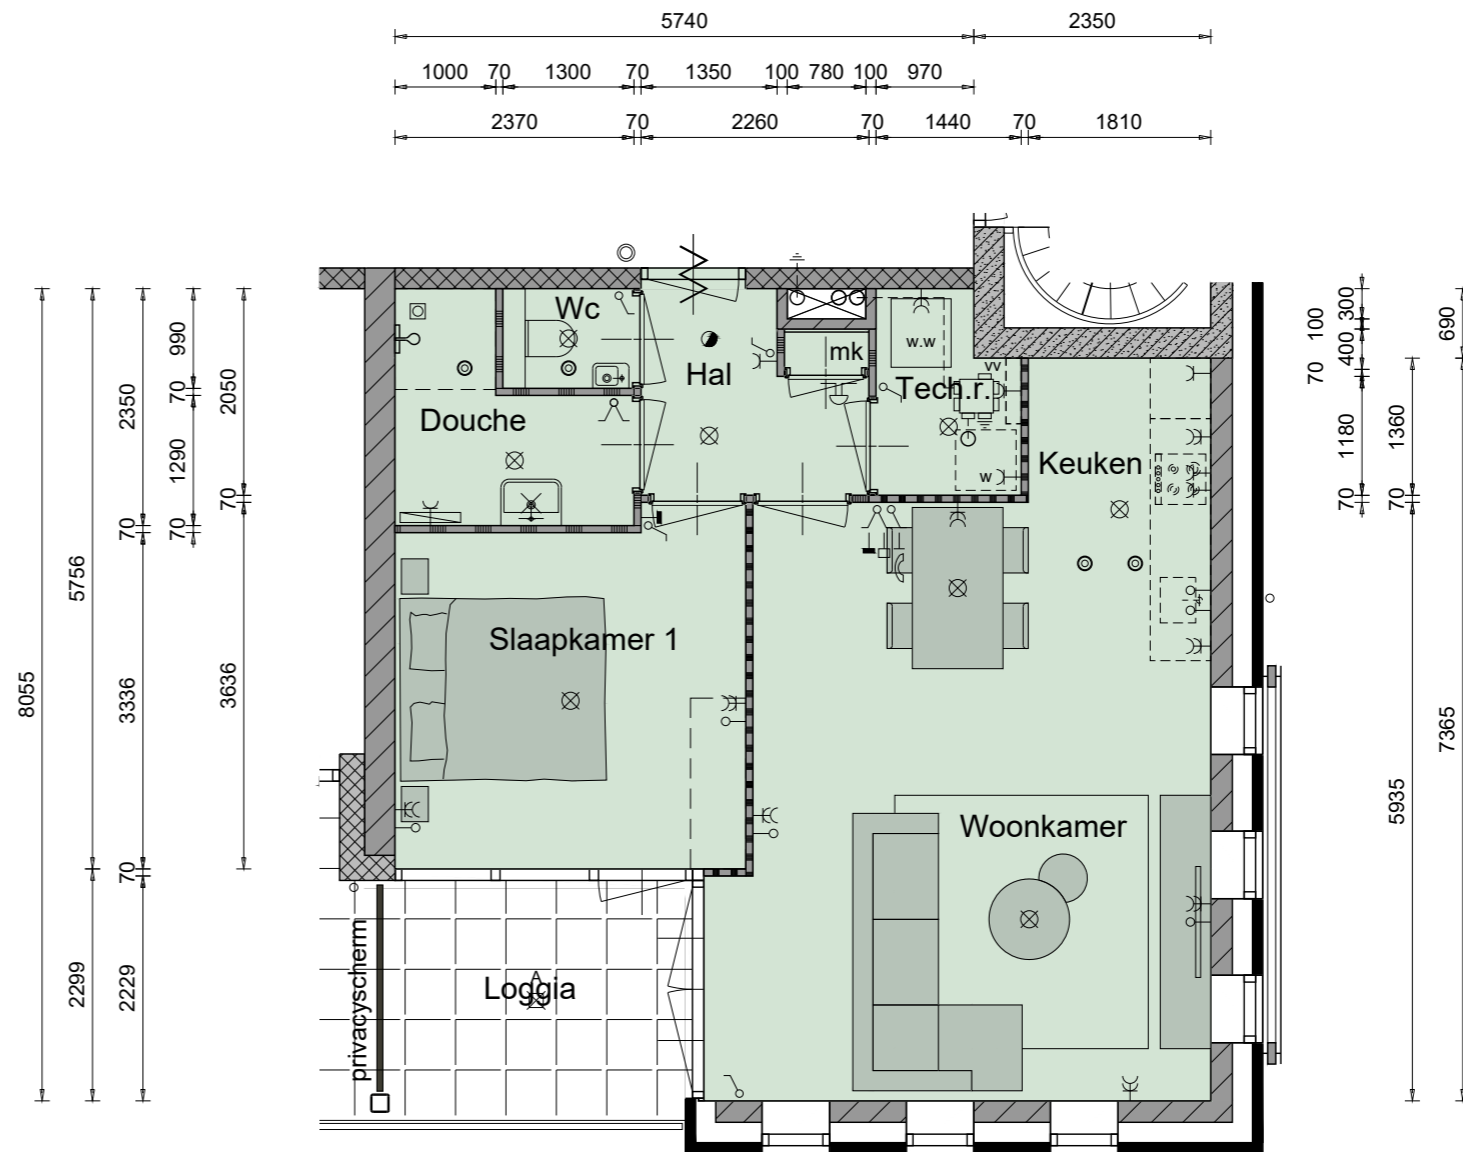 5740 2350
1000 70 1300 70 1350 100 780 100 970
2370 70 2260 70 1440 70 1810
8055
5756
2299
2350
70
3336
70
2229
990
70
1290
70
2050
70
3636
Wc
Hal
mk
w.w
Tech.r.
vv
w
Douche
Keuken
Slaapkamer 1
Woonkamer
Loggia
A
privacyscherm
100
70
300
400
1180
70
1360
70
5935
690
7365